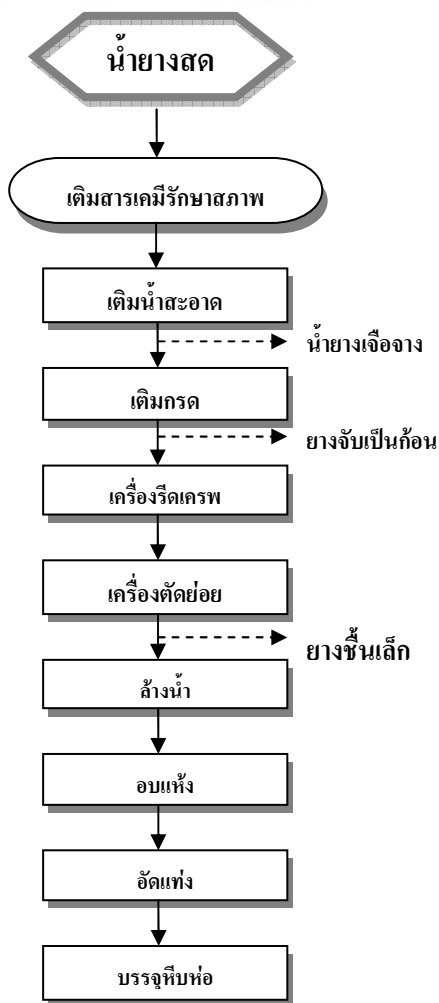 น้ำยางสด
เติมสารเคมีรักษาสภาพ
เติมน้ำสะอาด
น้ำยางเจือจาง
เติมกรด
ยางจับเป็นก้อน
เครื่องรีดเครพ
เครื่องตัดย่อย
ยางชิ้นเล็ก
ล้างน้ำ
อบแห้ง
อัดแท่ง
บรรจุหีบห่อ